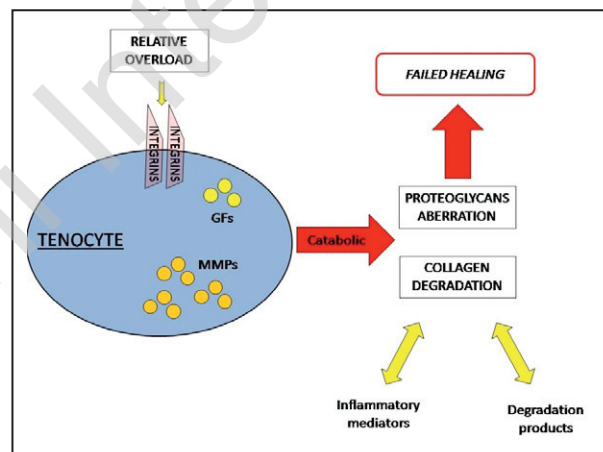 RELATIVE
OVERLOAD
FAILED HEALING
INTEGRINS
INTEGRINS
GFs
TENOCYTE
MMPs
Catabolic
PROTEOGLYCANS
ABERRATION
COLLAGEN
DEGRADATION
Inflammatory
mediators
Degradation
products